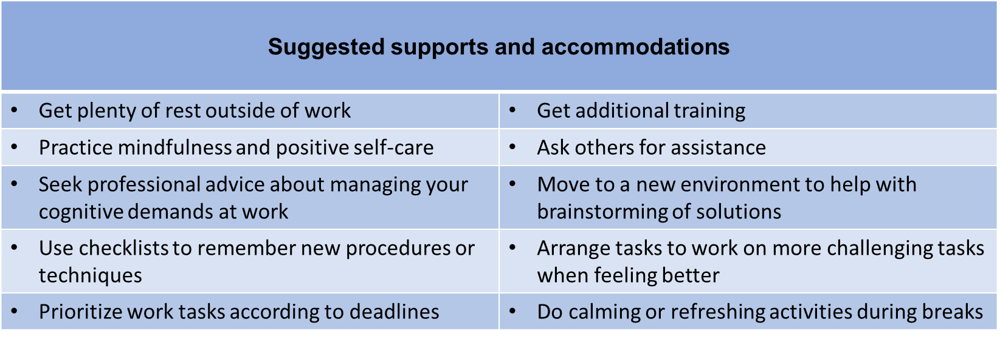 Suggested supports and accommodations
• Get plenty of rest outside of work
• Get additional training
• Practice mindfulness and positive self-care
• Ask others for assistance
• Seek professional advice about managing your
cognitive demands at work
• Move to a new environment to help with
brainstorming of solutions
• Use checklists to remember new procedures or
techniques
• Arrange tasks to work on more challenging tasks
when feeling better
• Prioritize work tasks according to deadlines
• Do calming or refreshing activities during breaks